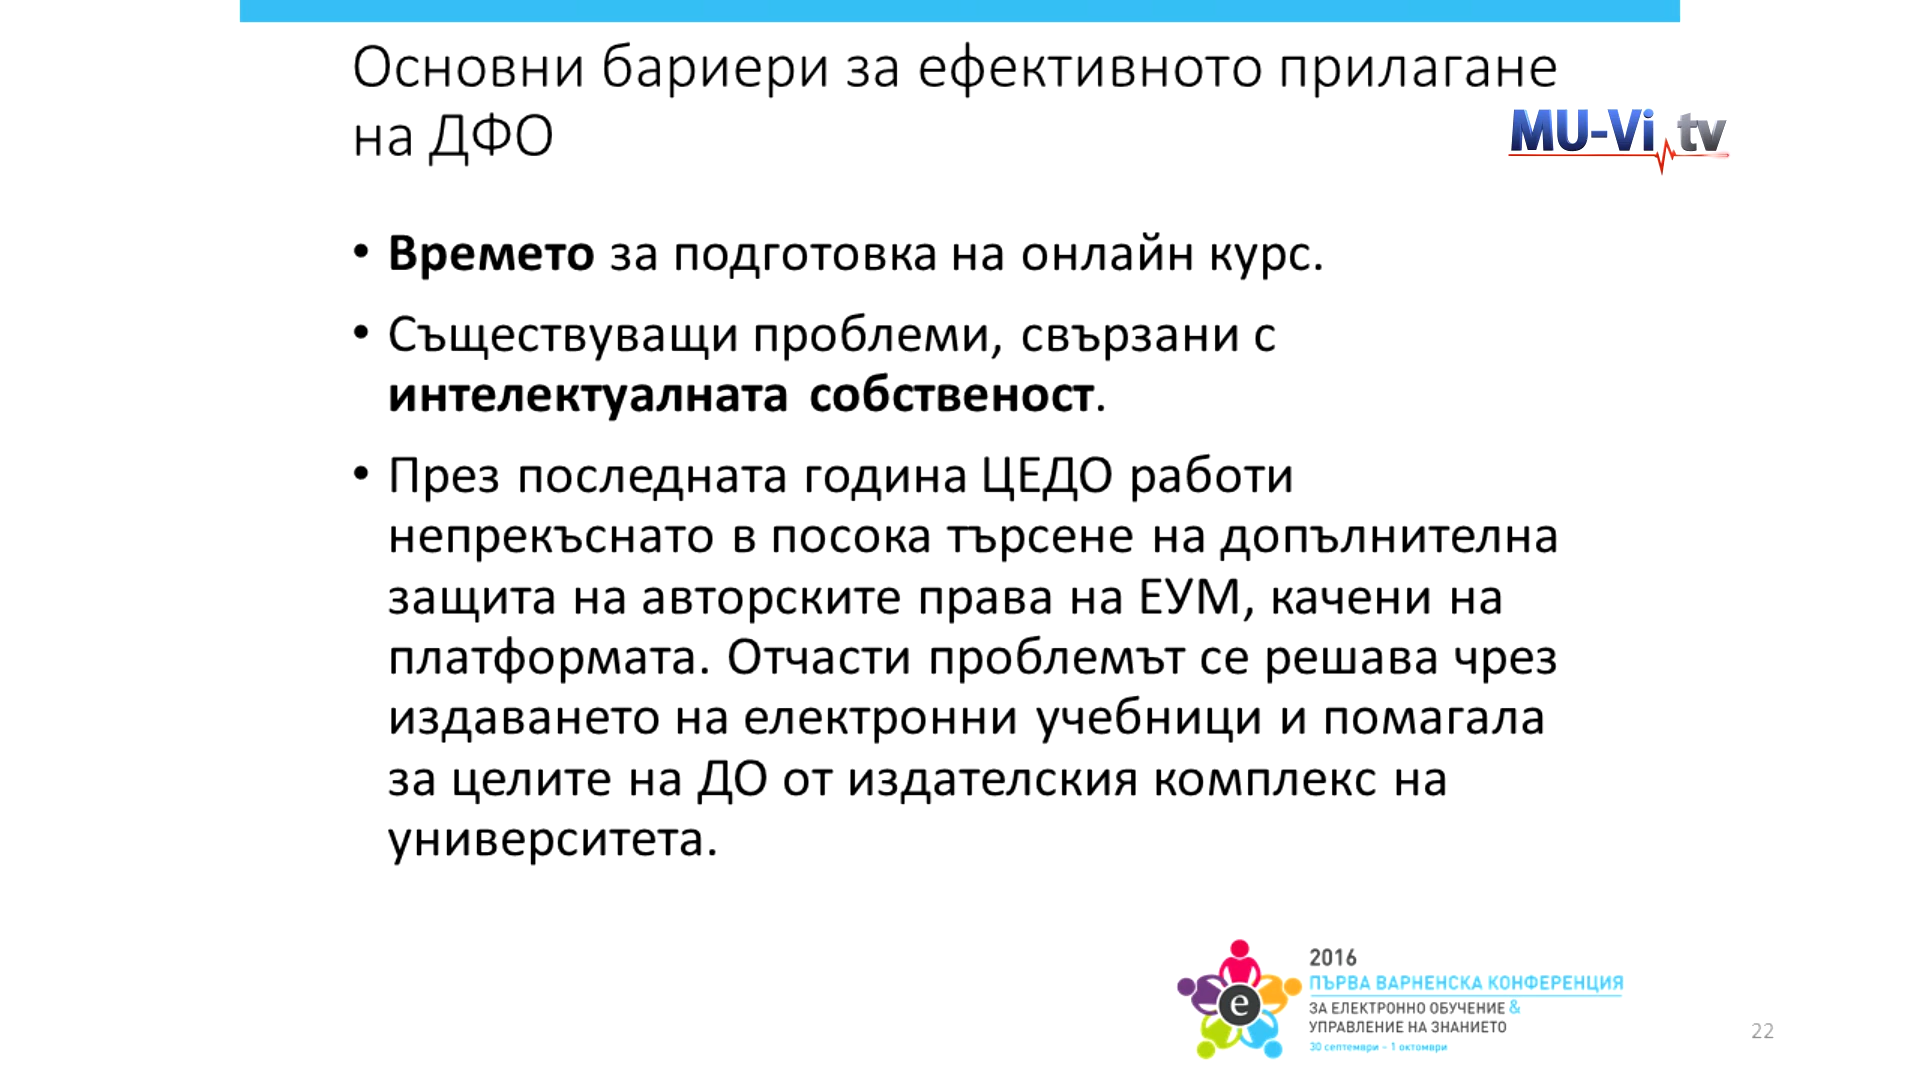 Основни бариери за ефективното прилагане
на ДФО
MU-Vi tv
• Времето за подготовка на онлайн курс.
• Съществуващи проблеми, свързани с
интелектуалната собственост.
• През последната година ЦЕДО работи
непрекъснато в посока търсене на допълнителна
защита на авторските права на ЕУМ, качени на
платформата. Отчасти проблемът се решава чрез
издаването на електронни учебници и помагала
за целите на ДО от издателския комплекс на
университета.
e
2016
ПЪРВА ВАРНЕНСКА КОНФЕРЕНЦИЯ
ЗА ЕЛЕКТРОННО ОБУЧЕНИЕ &
УПРАВЛЕНИЕ НА ЗНАНИЕТО
30 септември – 1 октомври
22